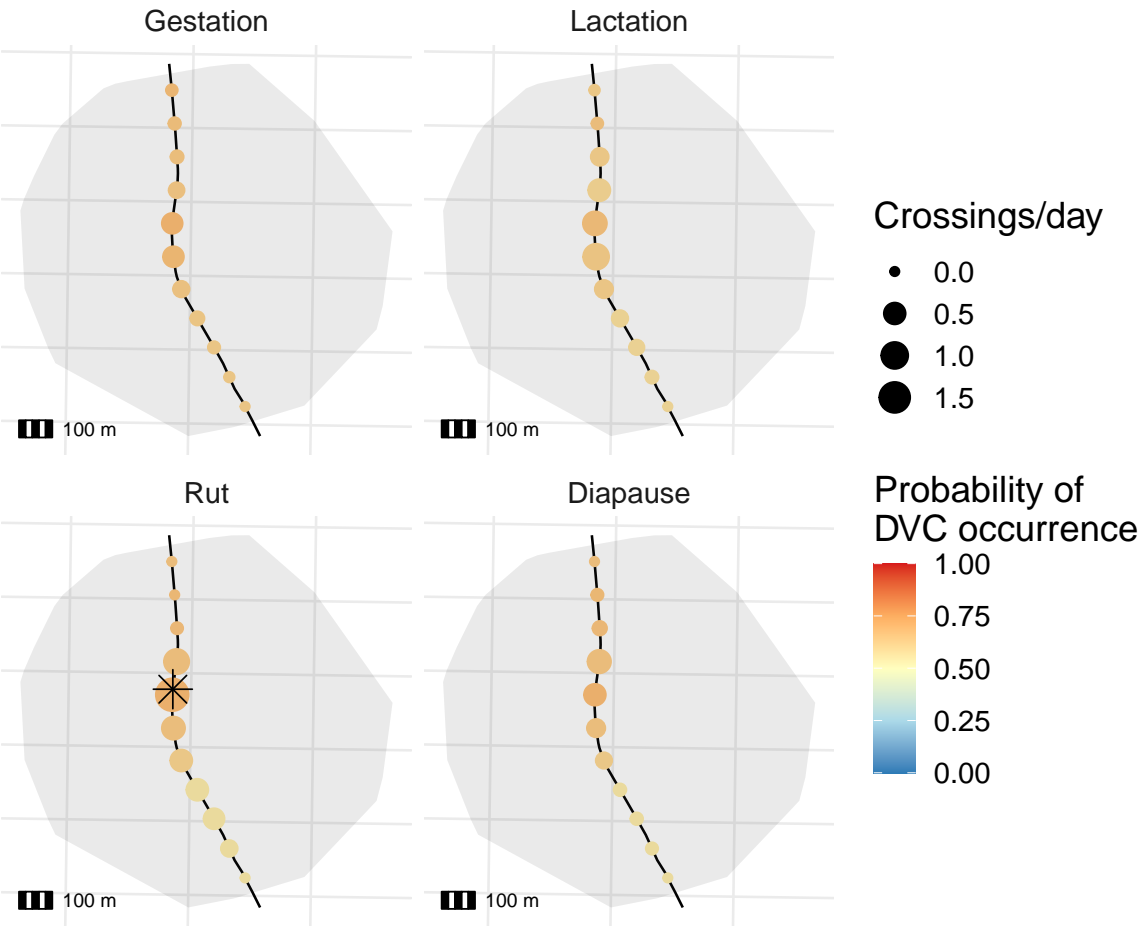 Gestation
Lactation
100 m
100 m
Rut
Diapause
100 m
100 m
Crossings/day
0.0
0.5
1.0
1.5
Probability of
DVC occurrence
1.00
0.75
0.50
0.25
0.00